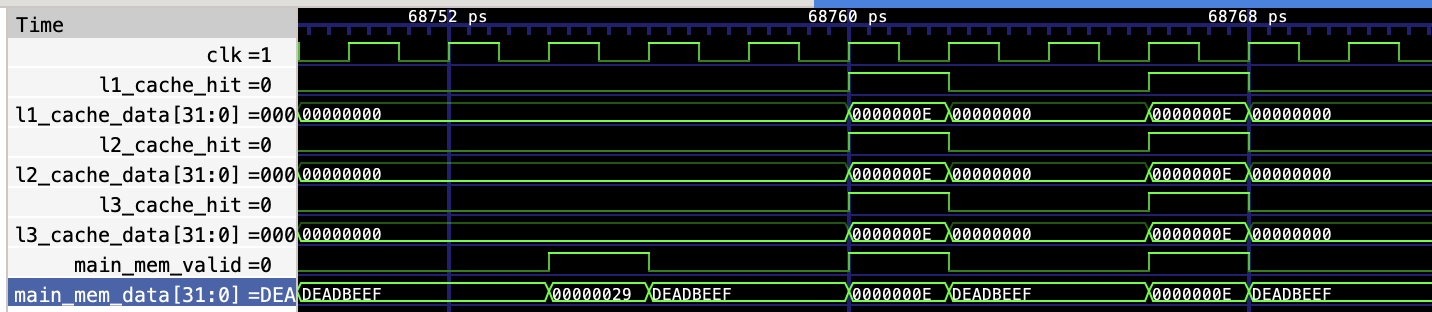 Time 68752 ps 68760 ps 68768 ps
clk =1
l1_cache_hit =0
l1_cache_data[31:0] =000 00000000 0000000E 00000000 0000000E 00000000
l2_cache_hit =0
l2_cache_data[31:0] =000 00000000 0000000E 00000000 0000000E 00000000
l3_cache_hit =0
l3_cache_data[31:0] =000 00000000 0000000E 00000000 0000000E 00000000
main_mem_valid =0
main_mem_data[31:0] =DEA DEADBEEF 00000029 DEADBEEF 0000000E DEADBEEF 0000000E DEADBEEF